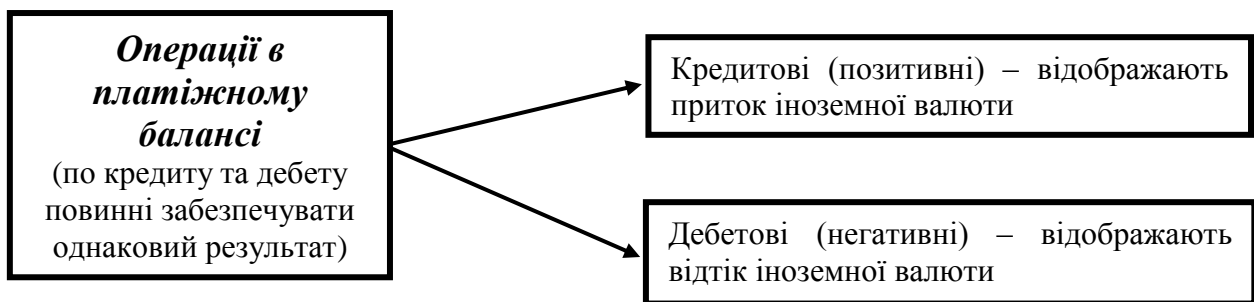 Операції в
платіжному
балансі
(по кредиту та дебету
повинні забезпечувати
однаковий результат)
Кредитові (позитивні) – відображають
приток іноземної валюти
Дебетові (негативні) – відображають
відтік іноземної валюти